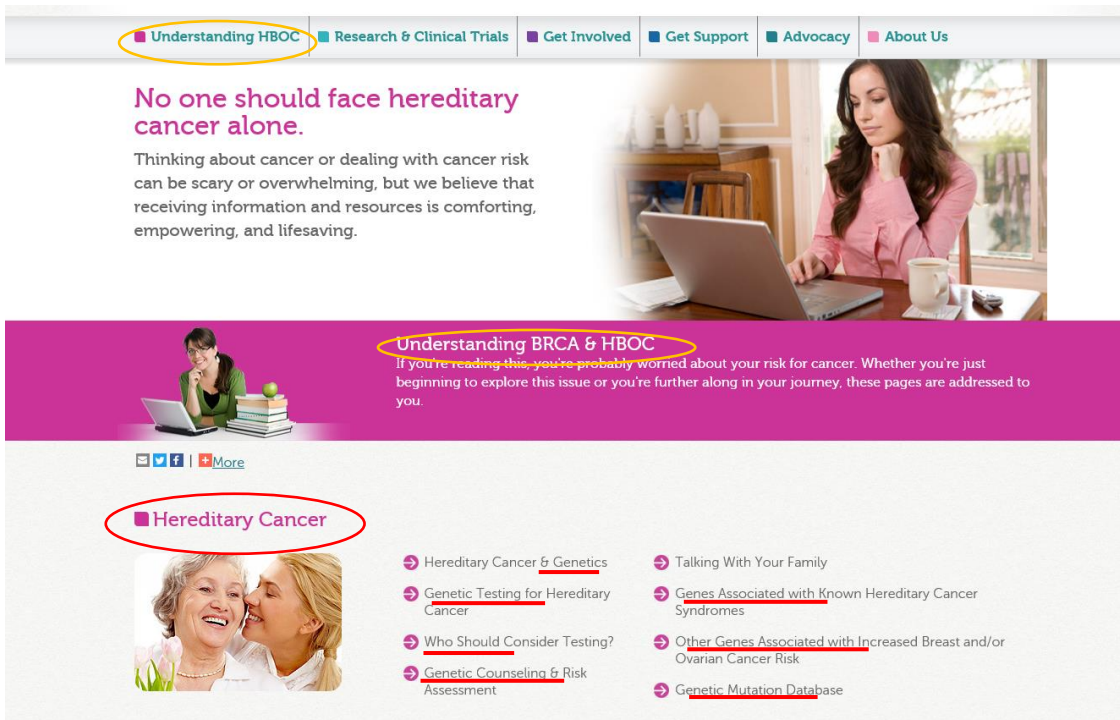 Understanding HBOC Research & Clinical Trials Get Involved Get Support Advocacy About Us
No one should face hereditary
cancer alone.
Thinking about cancer or dealing with cancer risk
can be scary or overwhelming, but we believe that
receiving information and resources is comforting,
empowering, and lifesaving.
Understanding BRCA & HBOC
If you're reading this, you're probably worried about your risk for cancer. Whether you're just
beginning to explore this issue or you're further along in your journey, these pages are addressed to
you.
| More
Hereditary Cancer
Hereditary Cancer & Genetics
Genetic Testing for Hereditary
Cancer
Who Should Consider Testing?
Genetic Counseling & Risk
Assessment
Talking With Your Family
Genes Associated with Known Hereditary Cancer
Syndromes
Other Genes Associated with Increased Breast and/or
Ovarian Cancer Risk
Genetic Mutation Database